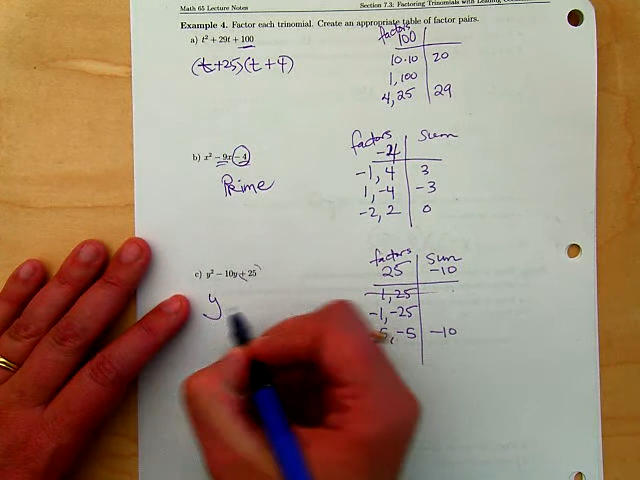 Math 65 Lecture Notes
Section 7.3: Factoring Trinomials with Leading
Example 4. Factor each trinomial. Create an appropriate table of factor pairs.
a) t² + 29t + 100
(t+25)(t+4)
factors
100
10·10 20
1,100
4,25 29
b) x² − 9x − 4
Prime
factors Sum
−4
−1, 4 3
1, −4 −3
−2, 2 0
c) y² − 10y + 25
y
factors Sum
25 −10
1,25
−1,−25
5,−5 −10